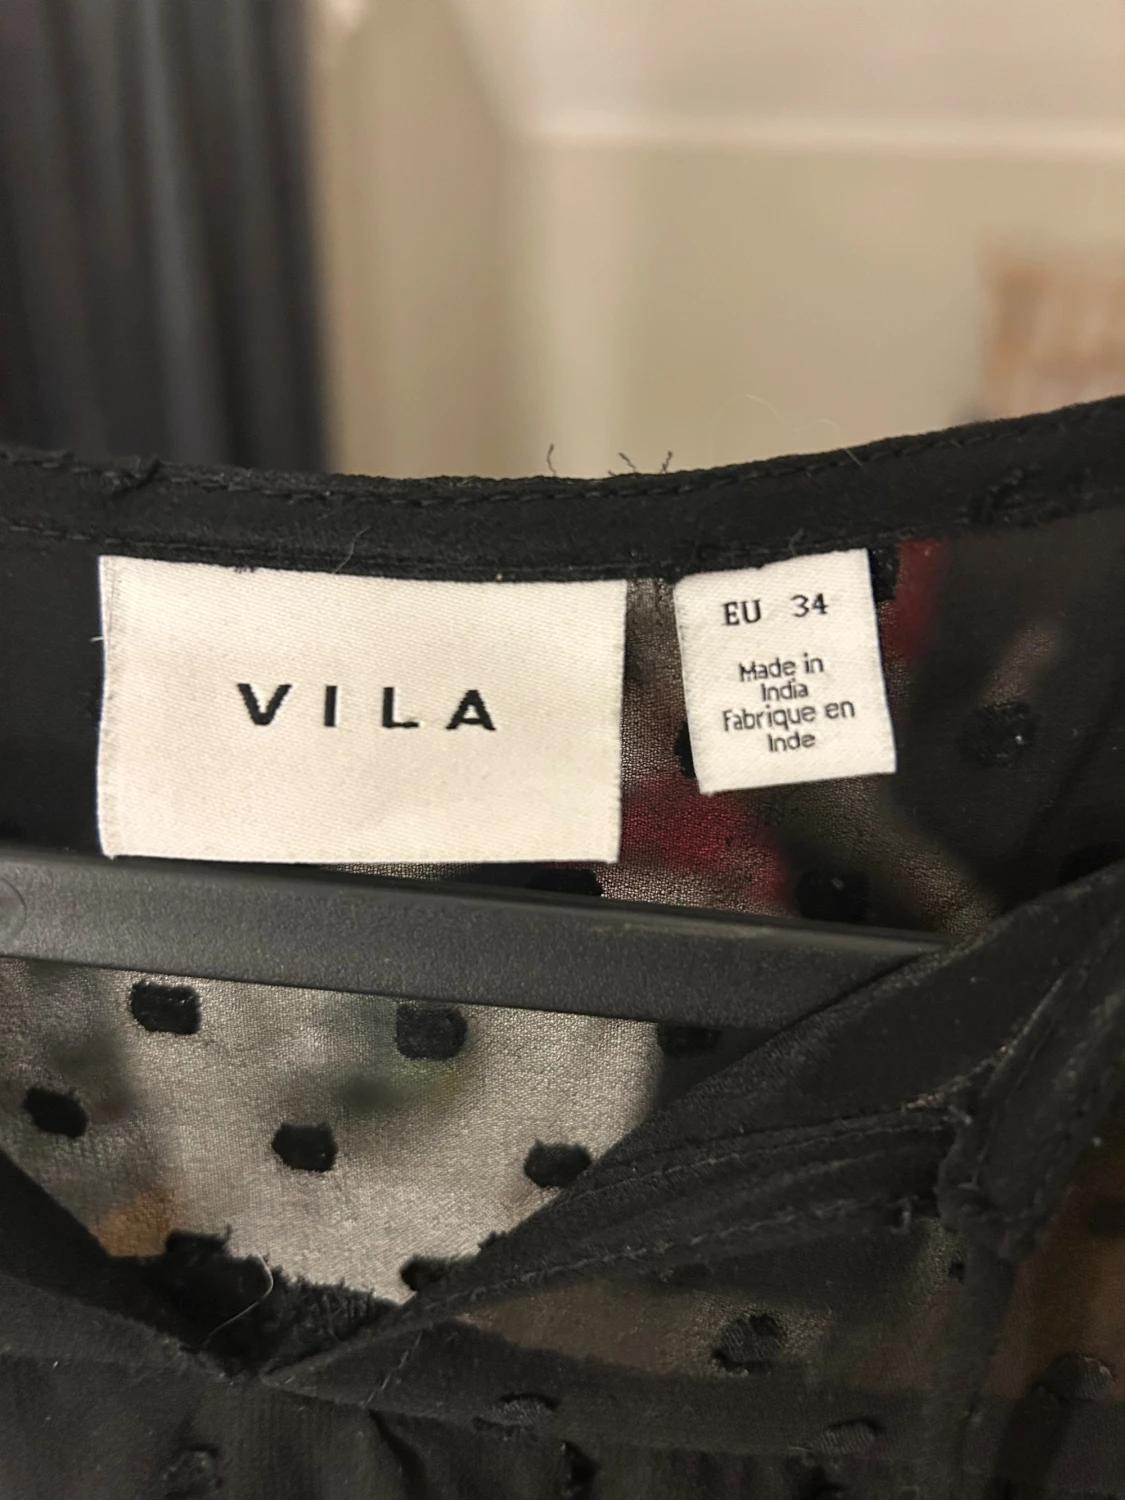 VILA
EU 34
Made in
India
Fabrique en
Inde